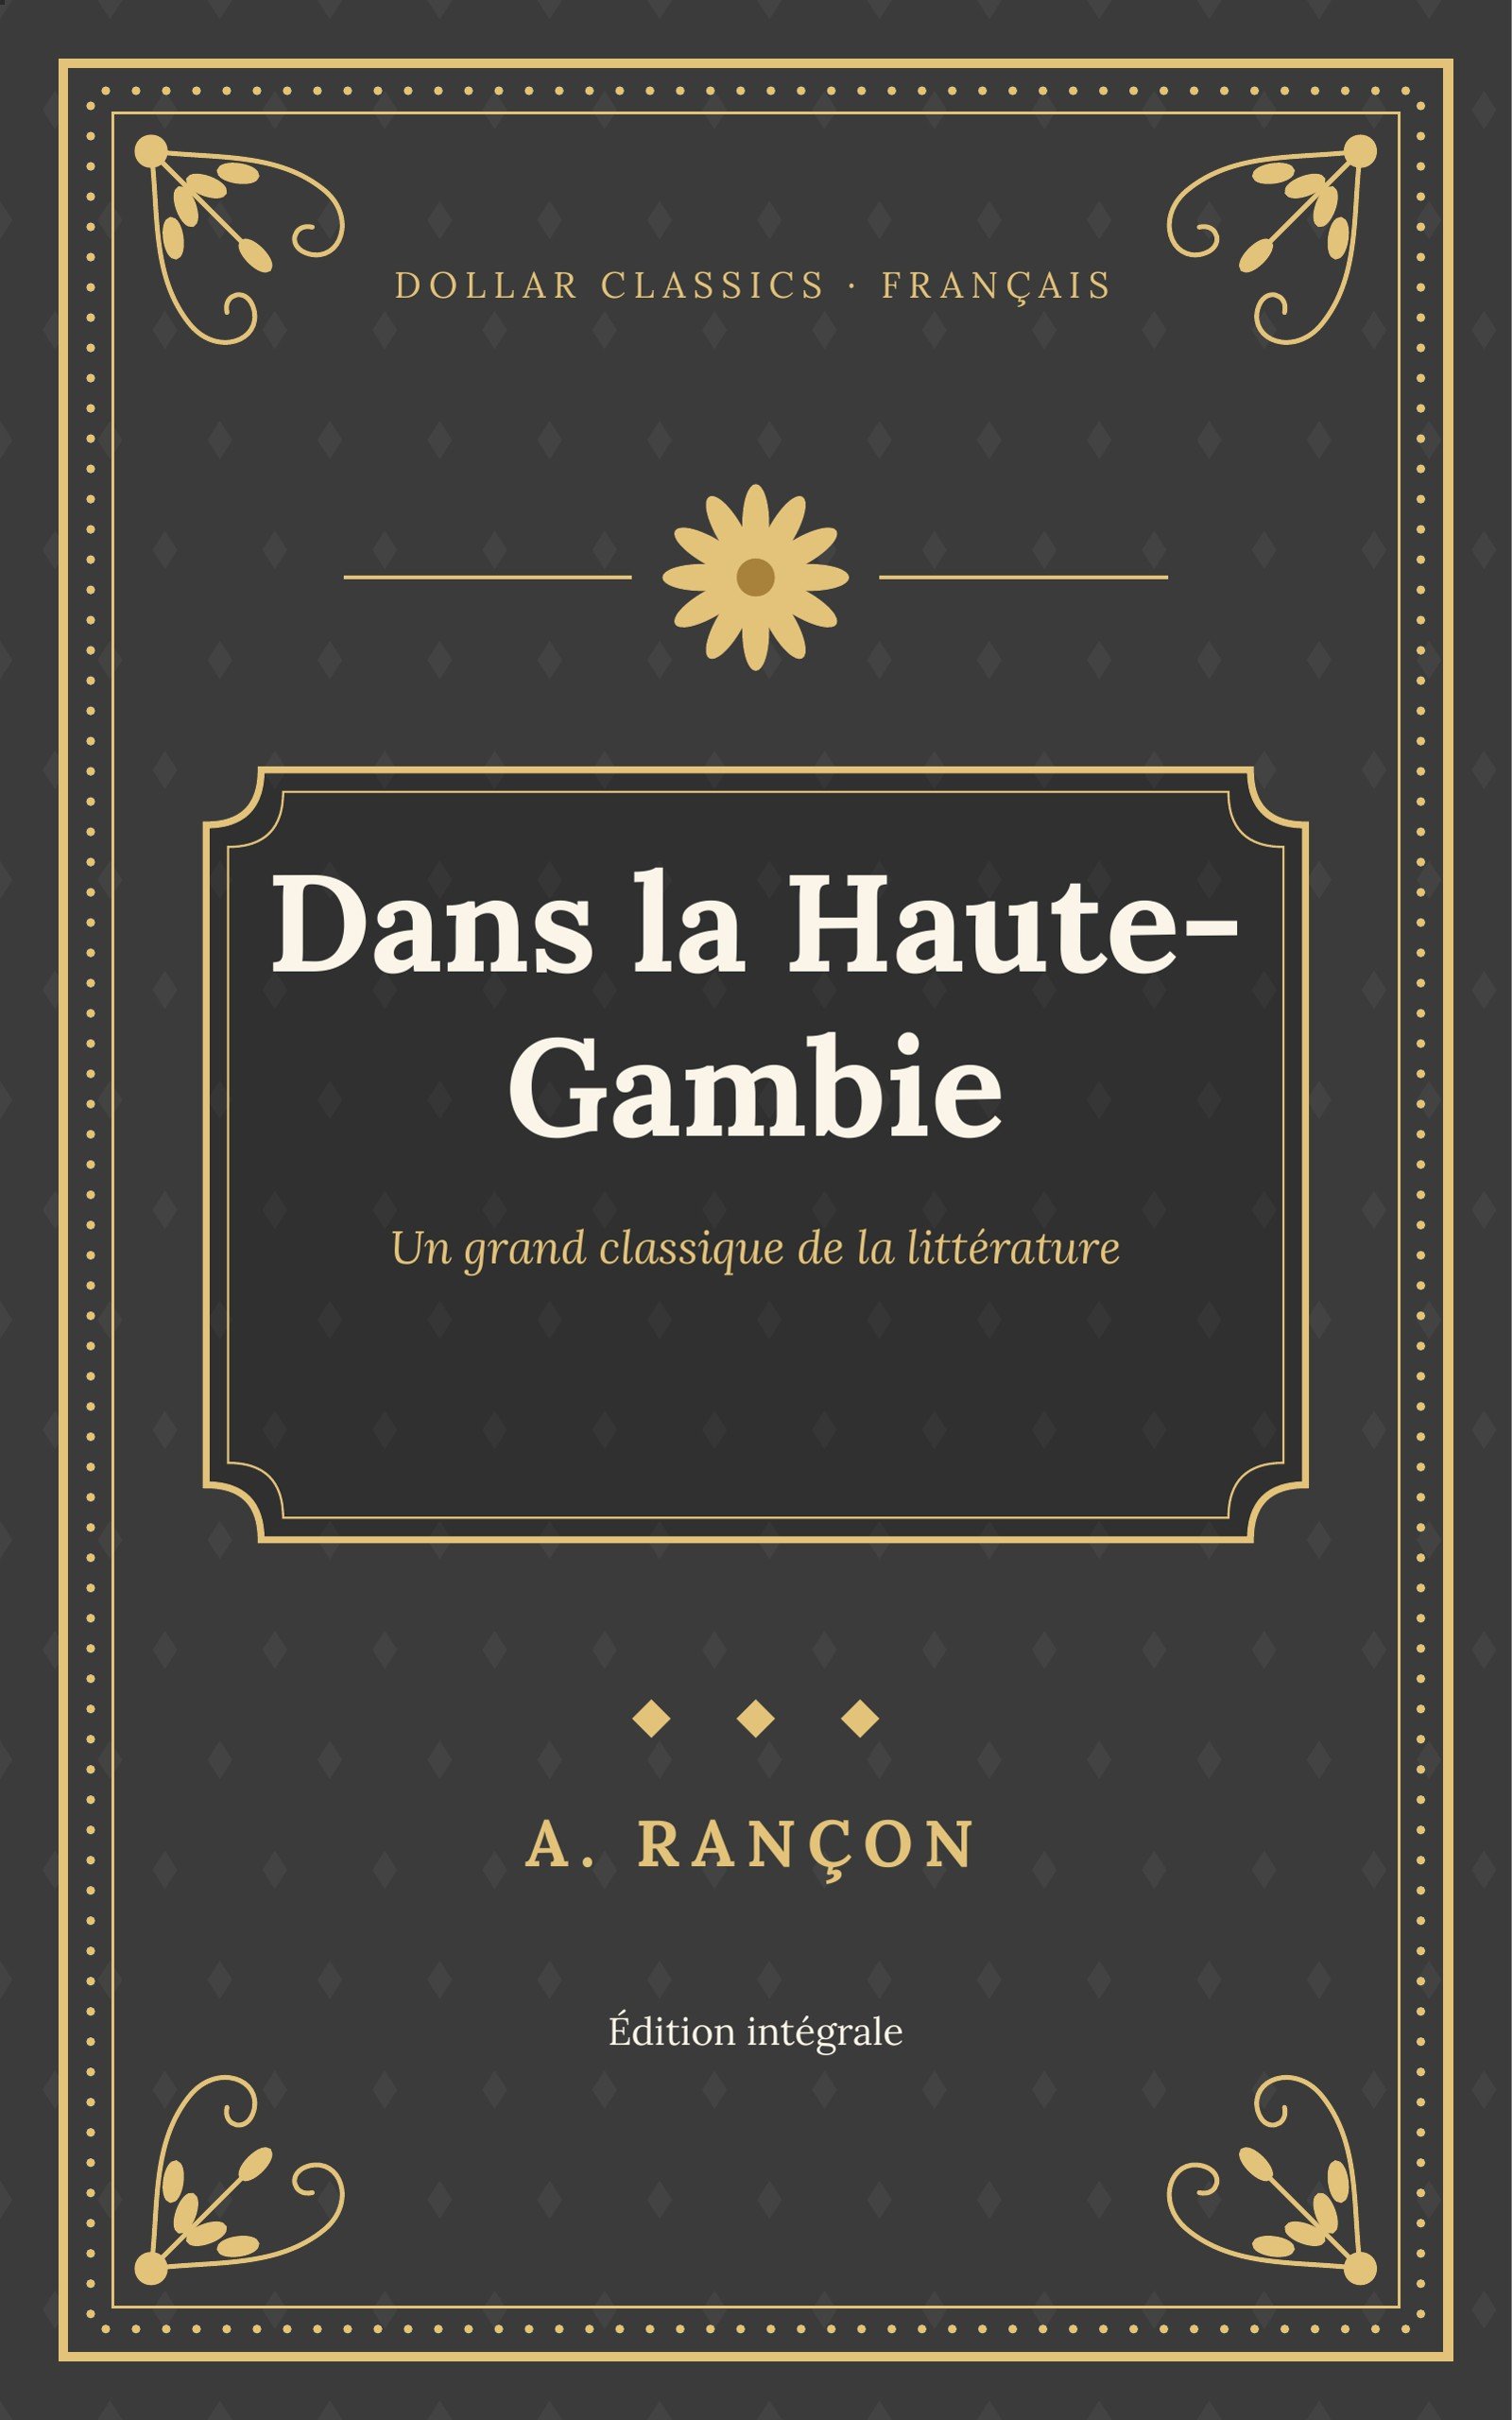 DOLLAR CLASSICS · FRANÇAIS
Dans la Haute-
Gambie
Un grand classique de la littérature
A. RANÇON
Édition intégrale